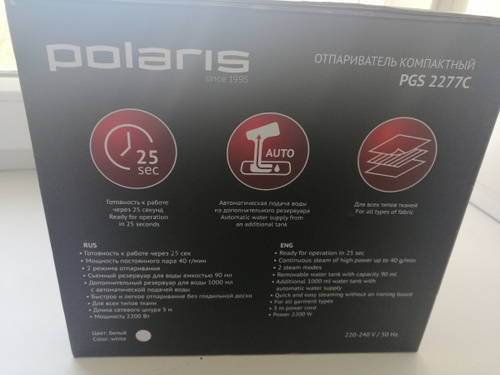 polaris
since 1995
ОТПАРИВАТЕЛЬ КОМПАКТНЫЙ
PGS 2277C
25
sec
AUTO
Готовность к работе
через 25 секунд
Ready for operation
in 25 seconds
Автоматическая подача воды
из дополнительного резервуара
Automatic water supply from
an additional tank
Для всех типов тканей
For all types of fabric
RUS
• Готовность к работе через 25 сек
• Мощность постоянного пара 40 г/мин
• 2 режима отпаривания
• Съемный резервуар для воды емкостью 90 мл
• Дополнительный резервуар для воды 1000 мл
с автоматической подачей воды
• Быстрое и легкое отпаривание без гладильной доски
• Для всех типов ткани
• Длина сетевого шнура 3 м
• Мощность 2200 Вт
ENG
• Ready for operation in 25 sec
• Continuous steam of high power up to 40 g/min
• 2 steam modes
• Removable water tank with capacity 90 ml
• Additional 1000 ml water tank with
automatic water supply
• Quick and easy steaming without an ironing board
• For all garment types
• 3 m power cord
• Power 2200 W
Цвет: белый
Color: white
220-240 V / 50 Hz